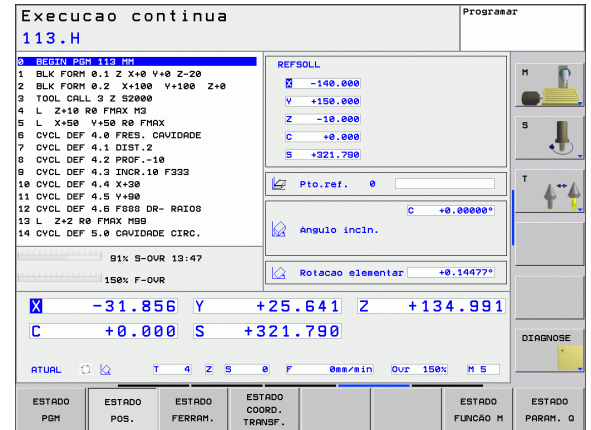 Execucao continua
Programar
113.H
0 BEGIN PGM 113 MM
1 BLK FORM 0.1 Z X+0 Y+0 Z-20
2 BLK FORM 0.2 X+100 Y+100 Z+0
3 TOOL CALL 3 Z S2000
4 L Z+10 R0 FMAX M3
5 L X+50 Y+50 R0 FMAX
6 CYCL DEF 4.0 FRES. CAVIDADE
7 CYCL DEF 4.1 DIST.2
8 CYCL DEF 4.2 PROF.-10
9 CYCL DEF 4.3 INCR.10 F333
10 CYCL DEF 4.4 X+30
11 CYCL DEF 4.5 Y+90
12 CYCL DEF 4.6 F888 DR- RAIO8
13 L Z+2 R0 FMAX M99
14 CYCL DEF 5.0 CAVIDADE CIRC.
REFSOLL
X -140.000
Y +150.000
Z -10.000
C +0.000
S +321.790
Pto.ref. 0
C +0.00000°
Angulo incln.
Rotacao elementar +0.14477°
91% S-OVR 13:47
150% F-OVR
X -31.856 Y +25.641 Z +134.991
C +0.000 S +321.790
ATUAL T 4 Z S 0 F 0mm/min Ovr 150% M 5
M
S
T
DIAGNOSE
ESTADO PGM
ESTADO POS.
ESTADO FERRAM.
ESTADO COORD. TRANSF.
ESTADO FUNCÃO M
ESTADO PARAM. Q